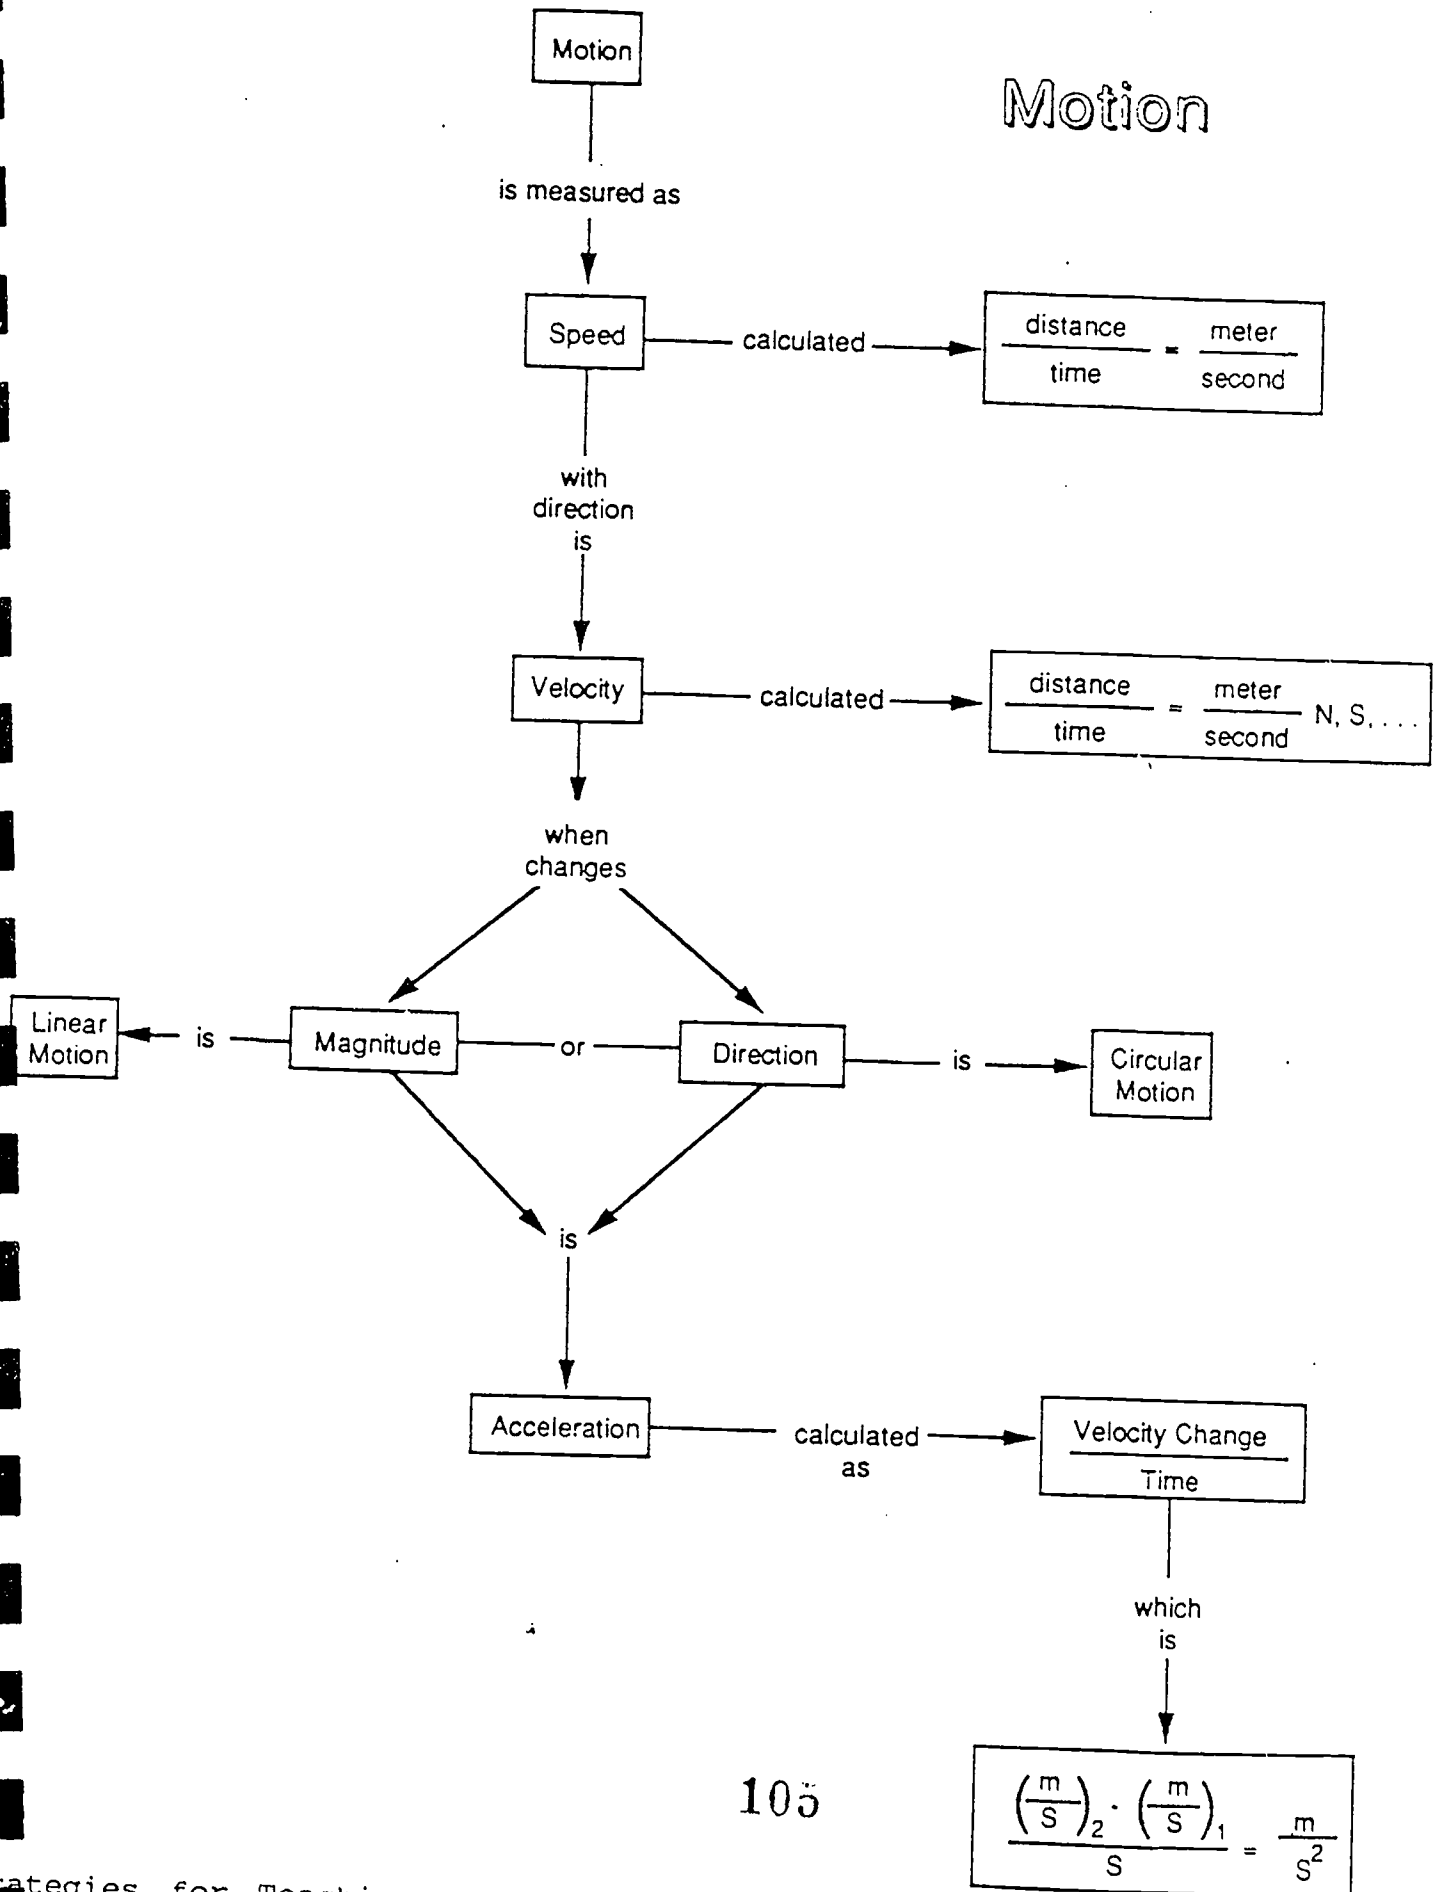 Motion
Motion
is measured as
Speed
calculated
distance
time
=
meter
second
with
direction
is
Velocity
calculated
distance
time
=
meter
second
N, S, . . .
when
changes
Linear
Motion
is
Magnitude
or
Direction
is
Circular
Motion
is
Acceleration
calculated
as
Velocity Change
Time
which
is
(m/S)2 - (m/S)1
S
=
m
S2
105